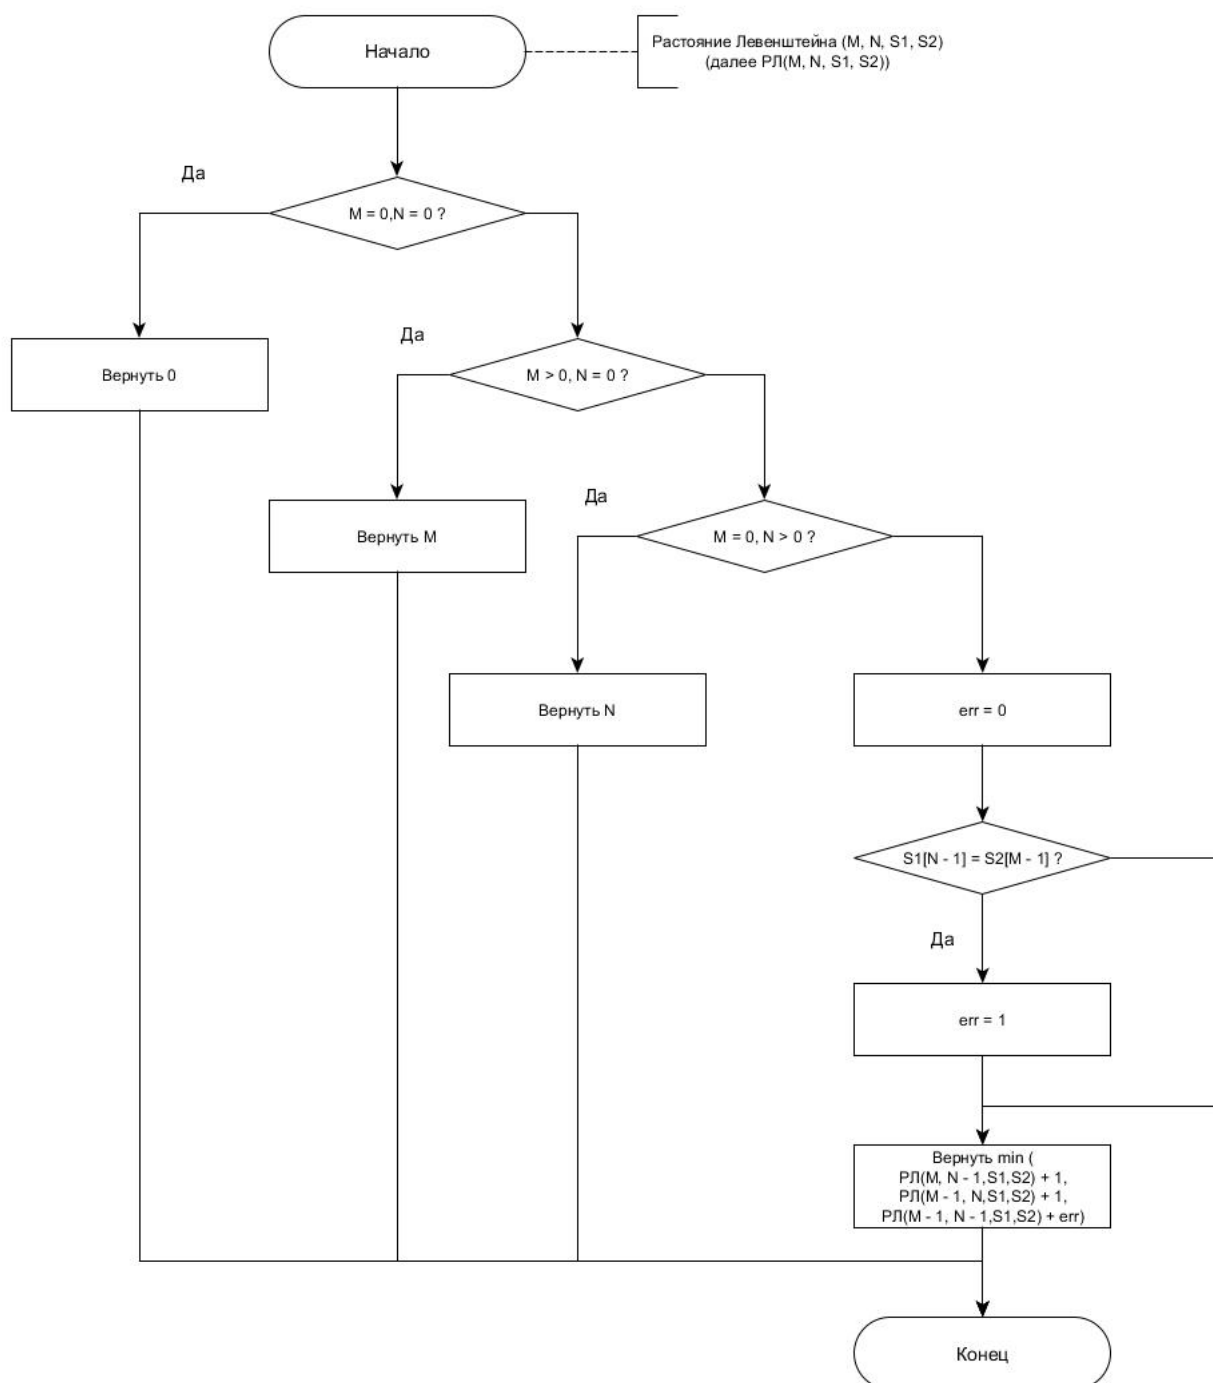 Начало
Растояние Левенштейна (M, N, S1, S2)
(далее РЛ(M, N, S1, S2))
Да
M = 0,N = 0 ?
Вернуть 0
Да
M > 0, N = 0 ?
Вернуть M
Да
M = 0, N > 0 ?
Вернуть N
err = 0
S1[N - 1] = S2[M - 1] ?
Да
err = 1
Вернуть min (
РЛ(M, N - 1,S1,S2) + 1,
РЛ(M - 1, N,S1,S2) + 1,
РЛ(M - 1, N - 1,S1,S2) + err)
Конец